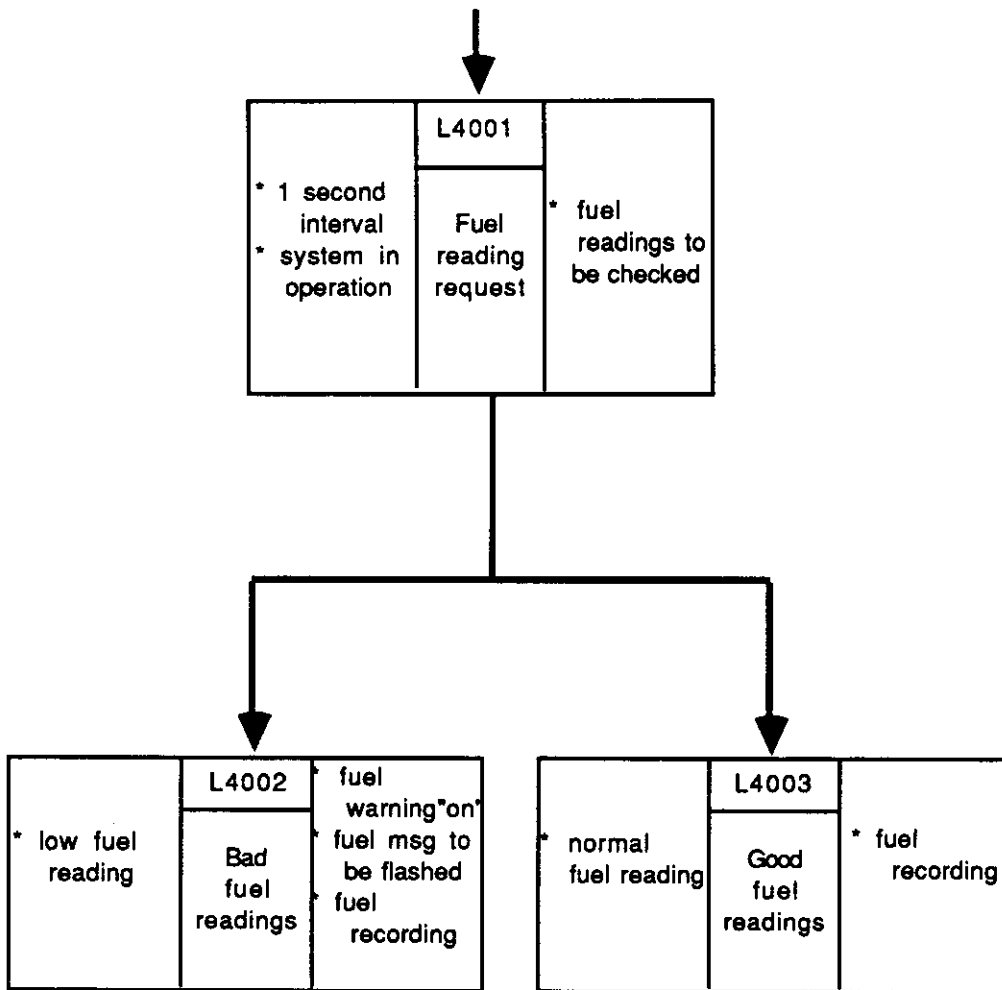 L4001
* 1 second
interval
* system in
operation
Fuel
reading
request
* fuel
readings to
be checked
L4002
* low fuel
reading
Bad
fuel
readings
* fuel
warning"on"
* fuel msg to
be flashed
* fuel
recording
L4003
* normal
fuel reading
Good
fuel
readings
* fuel
recording